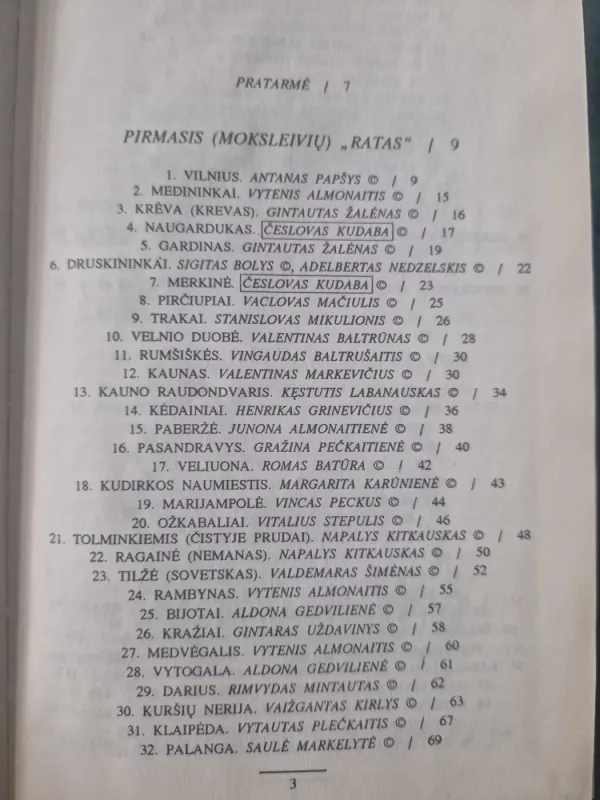 PRATARMĖ / 7
PIRMASIS (MOKSLEIVIŲ) „RATAS“ / 9
1. VILNIUS. ANTANAS PAPŠYS © / 9
2. MEDININKAI. VYTENIS ALMONAITIS © / 15
3. KRĖVA (KREVAS). GINTAUTAS ŽALĖNAS © / 16
4. NAUGARDUKAS. ČESLOVAS KUDABA © / 17
5. GARDINAS. GINTAUTAS ŽALĖNAS © / 19
6. DRUSKININKAI. SIGITAS BOLYS ©, ADELBERTAS NEDZELSKIS © / 22
7. MERKINĖ. ČESLOVAS KUDABA © / 23
8. PIRČIUPIAI. VACLOVAS MAČIULIS © / 25
9. TRAKAI. STANISLOVAS MIKULIONIS © / 26
10. VELNIO DUOBĖ. VALENTINAS BALTRŪNAS © / 28
11. RUMŠIŠKĖS. VINGAUDAS BALTRUŠAITIS © / 30
12. KAUNAS. VALENTINAS MARKEVIČIUS © / 30
13. KAUNO RAUDONDVARIS. KĘSTUTIS LABANAUSKAS © / 34
14. KĖDAINIAI. HENRIKAS GRINEVIČIUS © / 36
15. PABERŽĖ. JUNONA ALMONAITIENĖ © / 38
16. PASANDRAVYS. GRAŽINA PEČKAITIENĖ © / 40
17. VELIUONA. ROMAS BATŪRA © / 42
18. KUDIRKOS NAUMIESTIS. MARGARITA KARŪNIENĖ © / 43
19. MARIJAMPOLĖ. VINCAS PECKUS © / 44
20. OŽKABALIAI. VITALIUS STEPULIS © / 46
21. TOLMINKIEMIS (ČISTYJE PRUDAI). NAPALYS KITKAUSKAS © / 48
22. RAGAINĖ (NEMANAS). NAPALYS KITKAUSKAS © / 50
23. TILŽĖ (SOVETSKAS). VALDEMARAS ŠIMĖNAS © / 52
24. RAMBYNAS. VYTENIS ALMONAITIS © / 55
25. BIJOTAI. ALDONA GEDVILIENĖ © / 57
26. KRAŽIAI. GINTARAS UŽDAVINYS © / 58
27. MEDVĖGALIS. VYTENIS ALMONAITIS © / 60
28. VYTOGALA. ALDONA GEDVILIENĖ © / 61
29. DARIUS. RIMVYDAS MINTAUTAS © / 62
30. KURŠIŲ NERIJA. VAIŽGANTAS KIRLYS © / 63
31. KLAIPĖDA. VYTAUTAS PLEČKAITIS © / 67
32. PALANGA. SAULĖ MARKELYTĖ © / 69
3